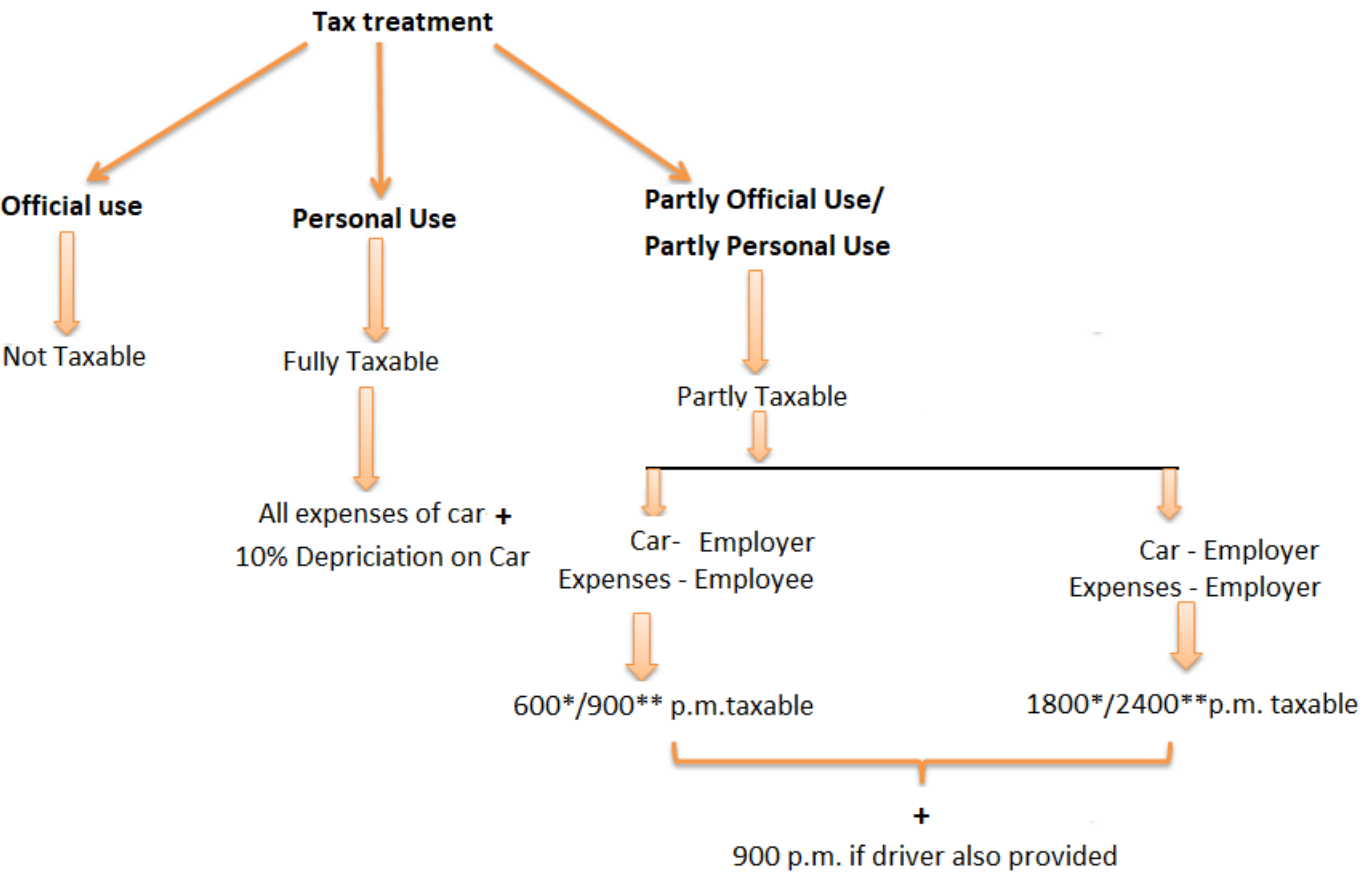 Tax treatment
Official use
Personal Use
Partly Official Use/
Partly Personal Use
Not Taxable
Fully Taxable
Partly Taxable
All expenses of car +
10% Depriciation on Car
Car- Employer
Expenses - Employee
Car - Employer
Expenses - Employer
600*/900** p.m.taxable
1800*/2400**p.m. taxable
+
900 p.m. if driver also provided